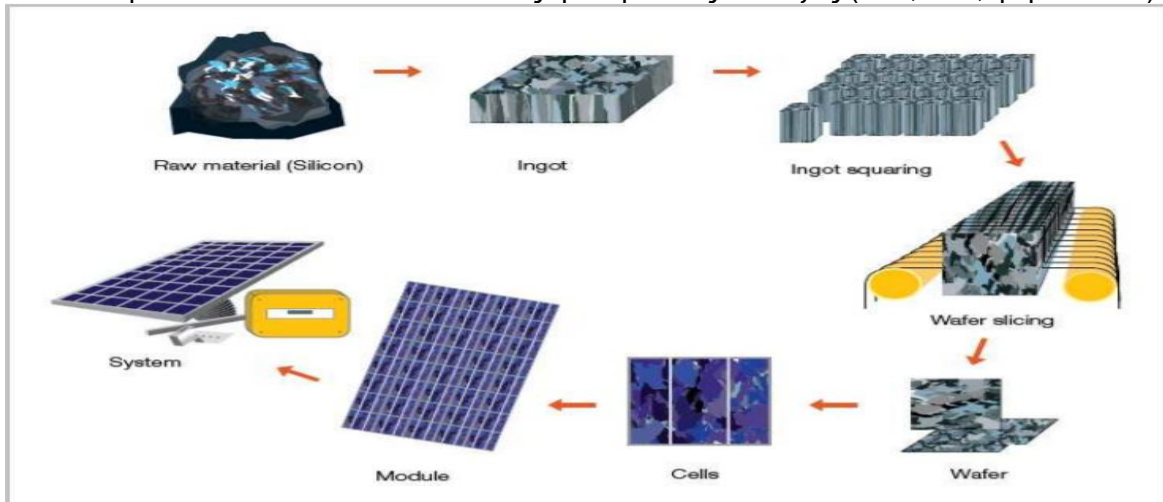 Raw material (Silicon)
Ingot
Ingot squaring
Wafer slicing
Wafer
Cells
Module
System